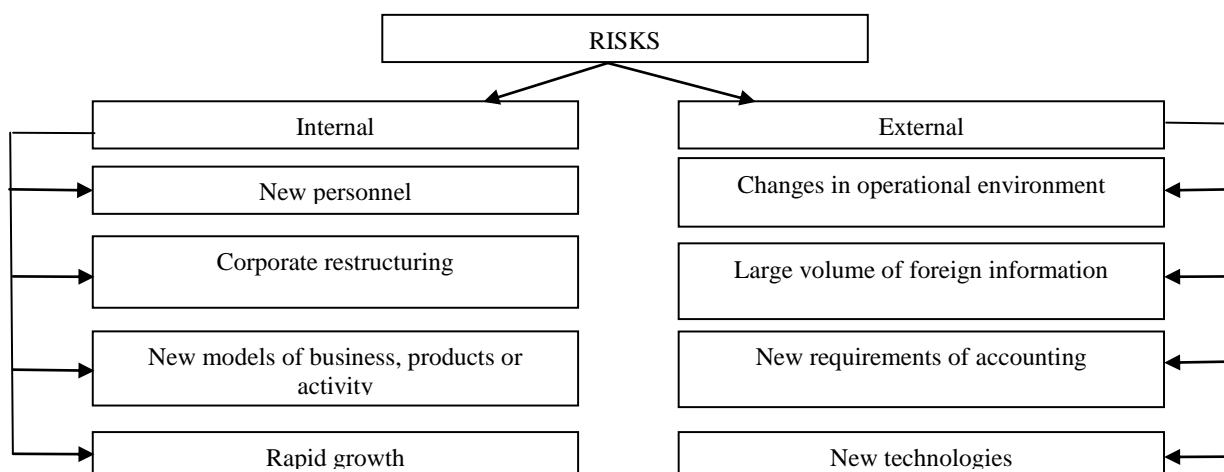 RISKS
Internal
External
New personnel
Changes in operational environment
Corporate restructuring
Large volume of foreign information
New models of business, products or
activity
New requirements of accounting
Rapid growth
New technologies